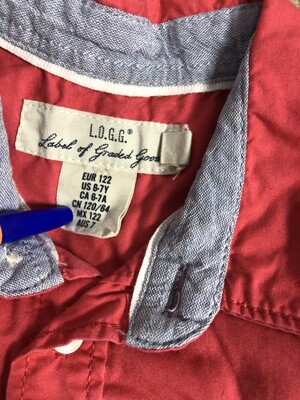 L.O.G.G.®
Label of Graded Goods
EUR 122
US 6-7Y
CA 6-7A
CN 120/64
MX 122
AUS 7